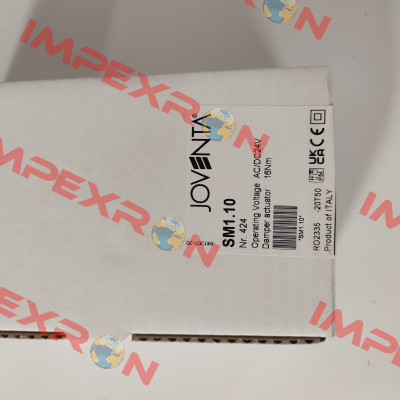 JOVENTA®
SM1.10
Nr. 424
Operating Voltage AC/DC24V
Damper actuator 16Nm
*SM1.10*
RD2335 -20T50
Product of ITALY
UK CA CE
IMPEXRON
IMPEXRON
IMPEXRON
IMPEXRON